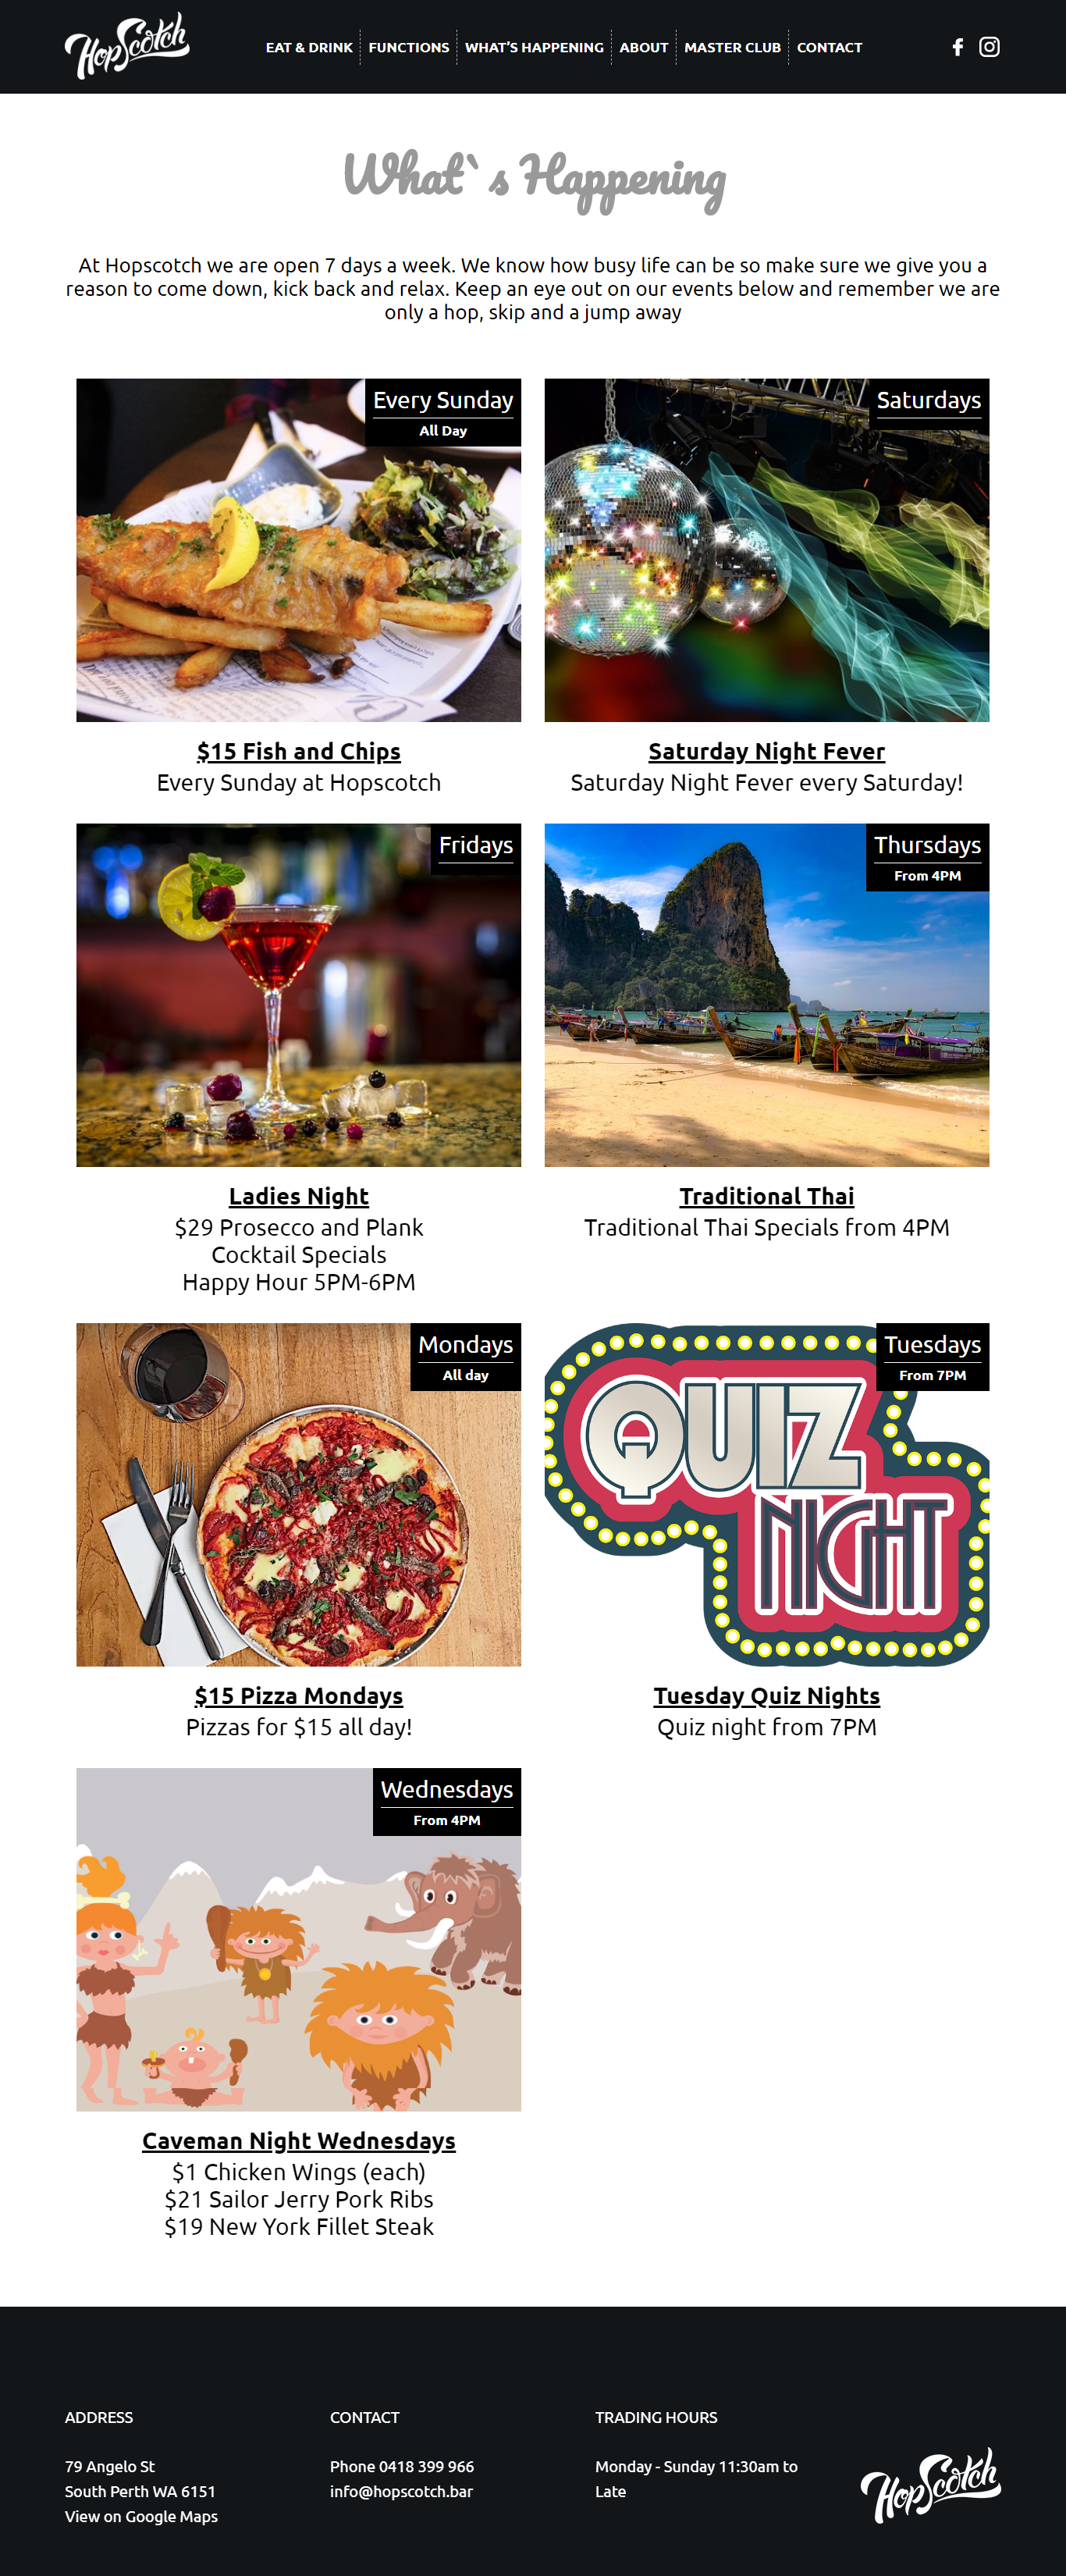 HopScotch
EAT & DRINK
FUNCTIONS
WHAT'S HAPPENING
ABOUT
MASTER CLUB
CONTACT
What`s Happening
At Hopscotch we are open 7 days a week. We know how busy life can be so make sure we give you a
reason to come down, kick back and relax. Keep an eye out on our events below and remember we are
only a hop, skip and a jump away
Every Sunday
All Day
$15 Fish and Chips
Every Sunday at Hopscotch
Saturdays
Saturday Night Fever
Saturday Night Fever every Saturday!
Fridays
Ladies Night
$29 Prosecco and Plank
Cocktail Specials
Happy Hour 5PM-6PM
Thursdays
From 4PM
Traditional Thai
Traditional Thai Specials from 4PM
Mondays
All day
$15 Pizza Mondays
Pizzas for $15 all day!
Tuesdays
From 7PM
QUIZ
NIGHT
Tuesday Quiz Nights
Quiz night from 7PM
Wednesdays
From 4PM
Caveman Night Wednesdays
$1 Chicken Wings (each)
$21 Sailor Jerry Pork Ribs
$19 New York Fillet Steak
ADDRESS
79 Angelo St
South Perth WA 6151
View on Google Maps
CONTACT
Phone 0418 399 966
info@hopscotch.bar
TRADING HOURS
Monday - Sunday 11:30am to
Late
HopScotch